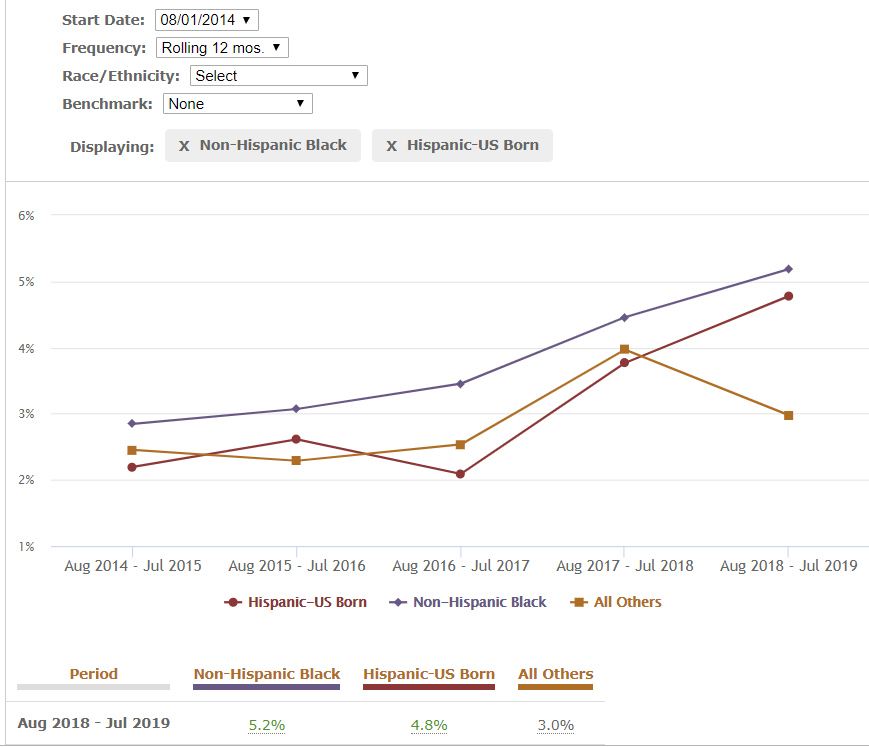 Start Date: 08/01/2014 ▼
Frequency: Rolling 12 mos. ▼
Race/Ethnicity: Select ▼
Benchmark: None ▼
Displaying: X Non-Hispanic Black X Hispanic-US Born
6%
5%
4%
3%
2%
1%
Aug 2014 - Jul 2015 Aug 2015 - Jul 2016 Aug 2016 - Jul 2017 Aug 2017 - Jul 2018 Aug 2018 - Jul 2019
Hispanic-US Born Non-Hispanic Black All Others
Period Non-Hispanic Black Hispanic-US Born All Others
Aug 2018 - Jul 2019 5.2% 4.8% 3.0%